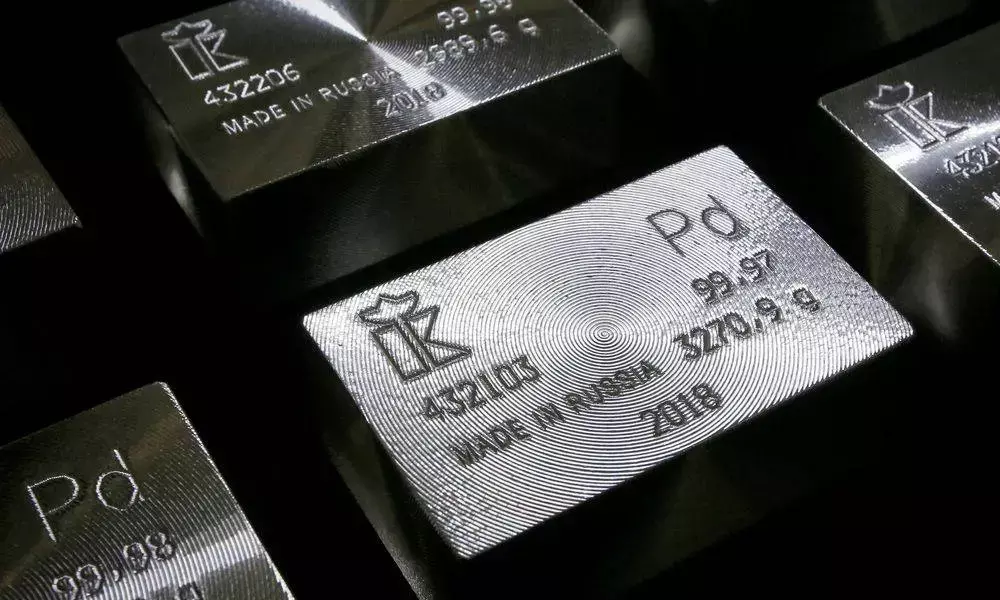 432206
MADE IN RUSSIA
2018
Pd
99,97
3270,9 g
432103
MADE IN RUSSIA
2018
Pd